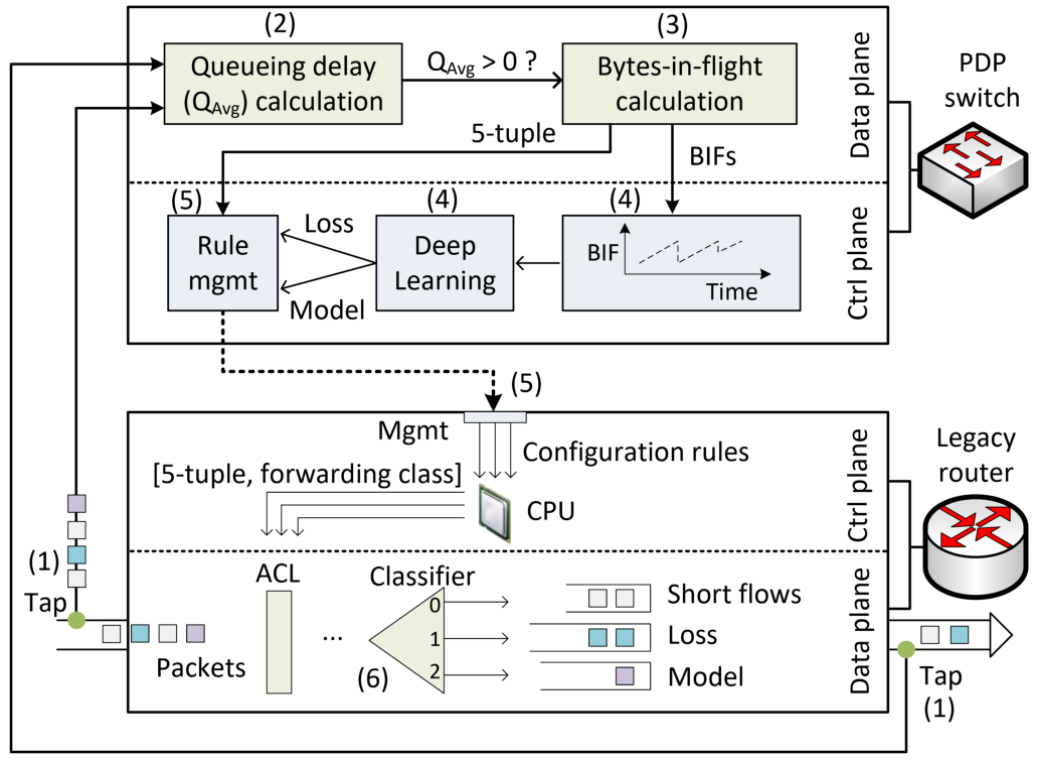 (2)
(3)
Queueing delay
(QAvg) calculation
QAvg > 0 ?
Bytes-in-flight
calculation
Data plane
PDP
switch
5-tuple
BIFs
(5)
(4)
(4)
Rule
mgmt
Loss
Model
Deep
Learning
BIF
Time
Ctrl plane
(5)
Mgmt
Configuration rules
[5-tuple, forwarding class]
CPU
Ctrl plane
Legacy
router
(1)
Tap
Packets
ACL
...
Classifier
0
1
2
(6)
Short flows
Loss
Model
Data plane
Tap
(1)